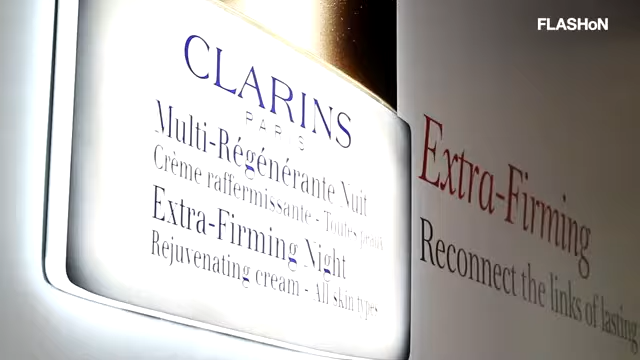 FLASHoN
CLARINS
PARIS
Multi-Régénérante Nuit
Crème raffermissante - Toutes peaux
Extra-Firming Night
Rejuvenating cream - All skin types
Extra-Firming
Reconnect the links of lasting